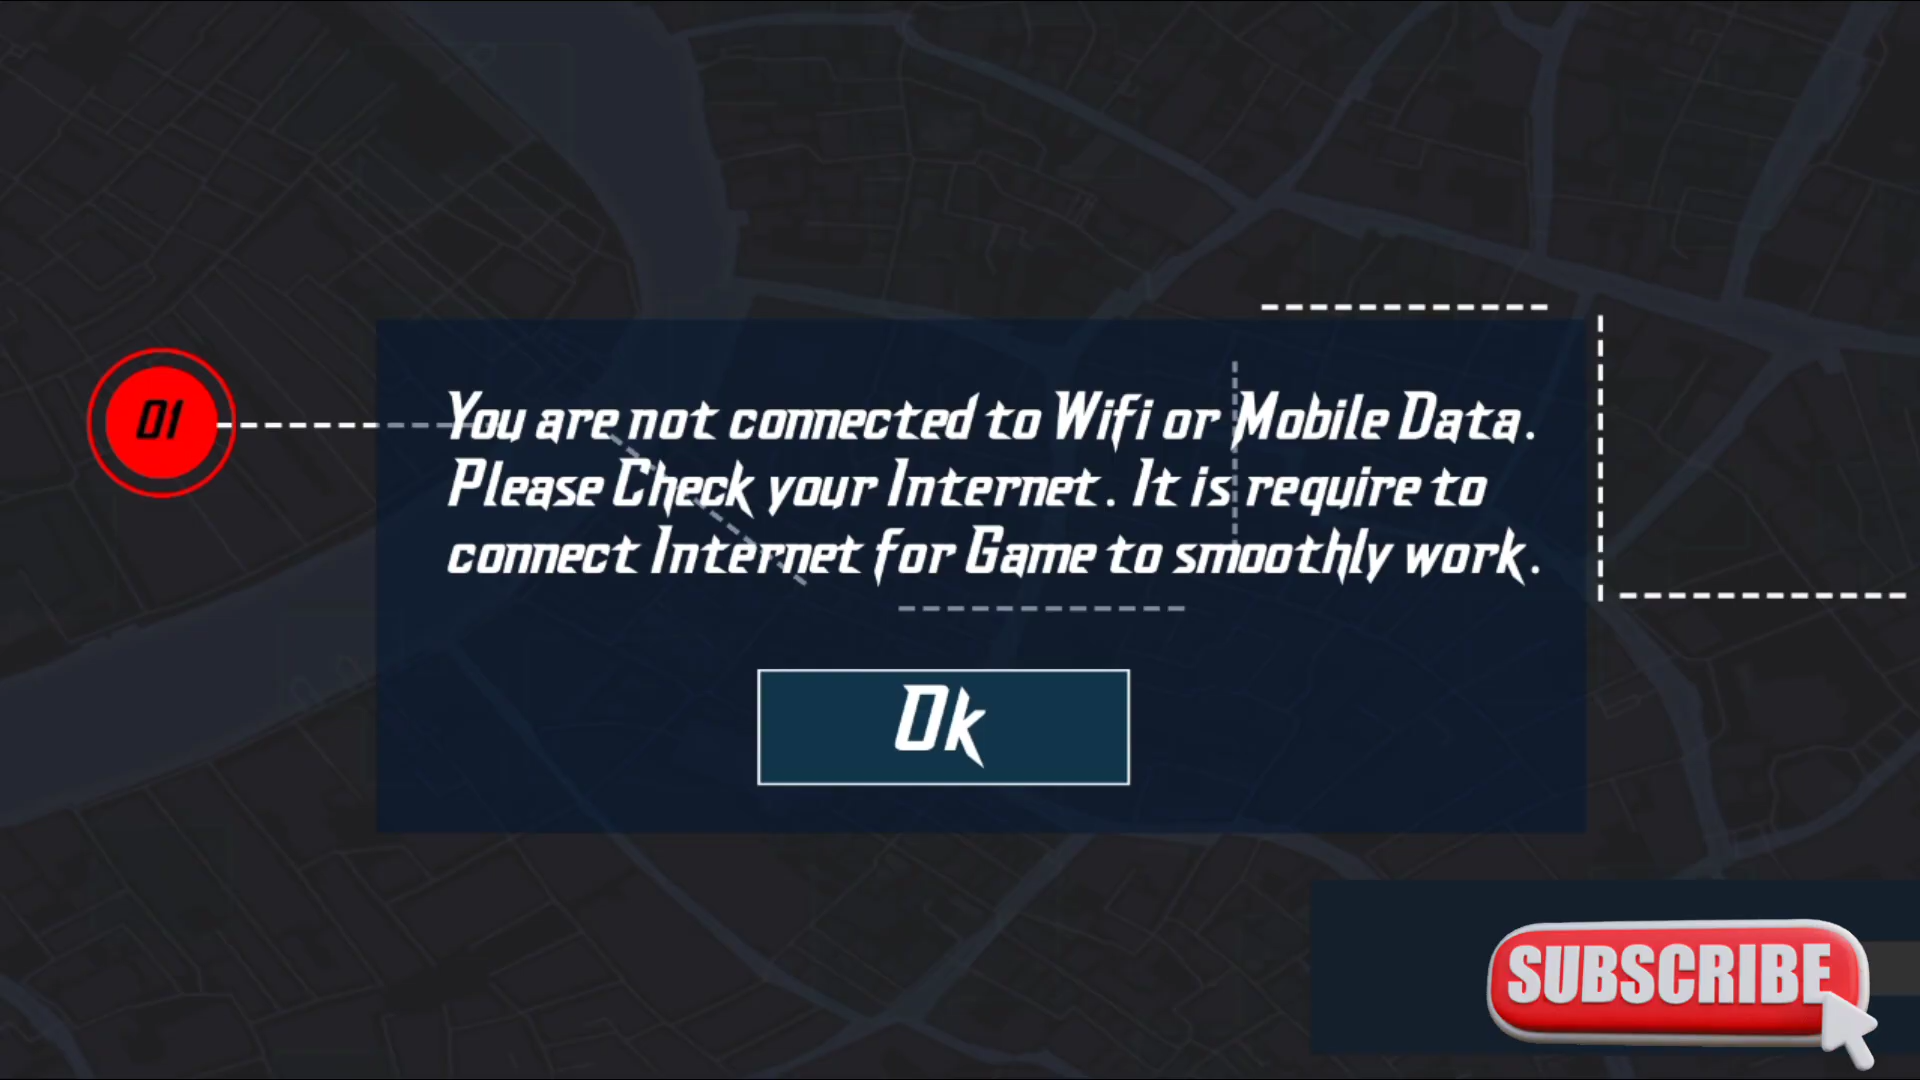 01
You are not connected to Wifi or Mobile Data.
Please Check your Internet. It is require to
connect Internet for Game to smoothly work.
Ok
SUBSCRIBE